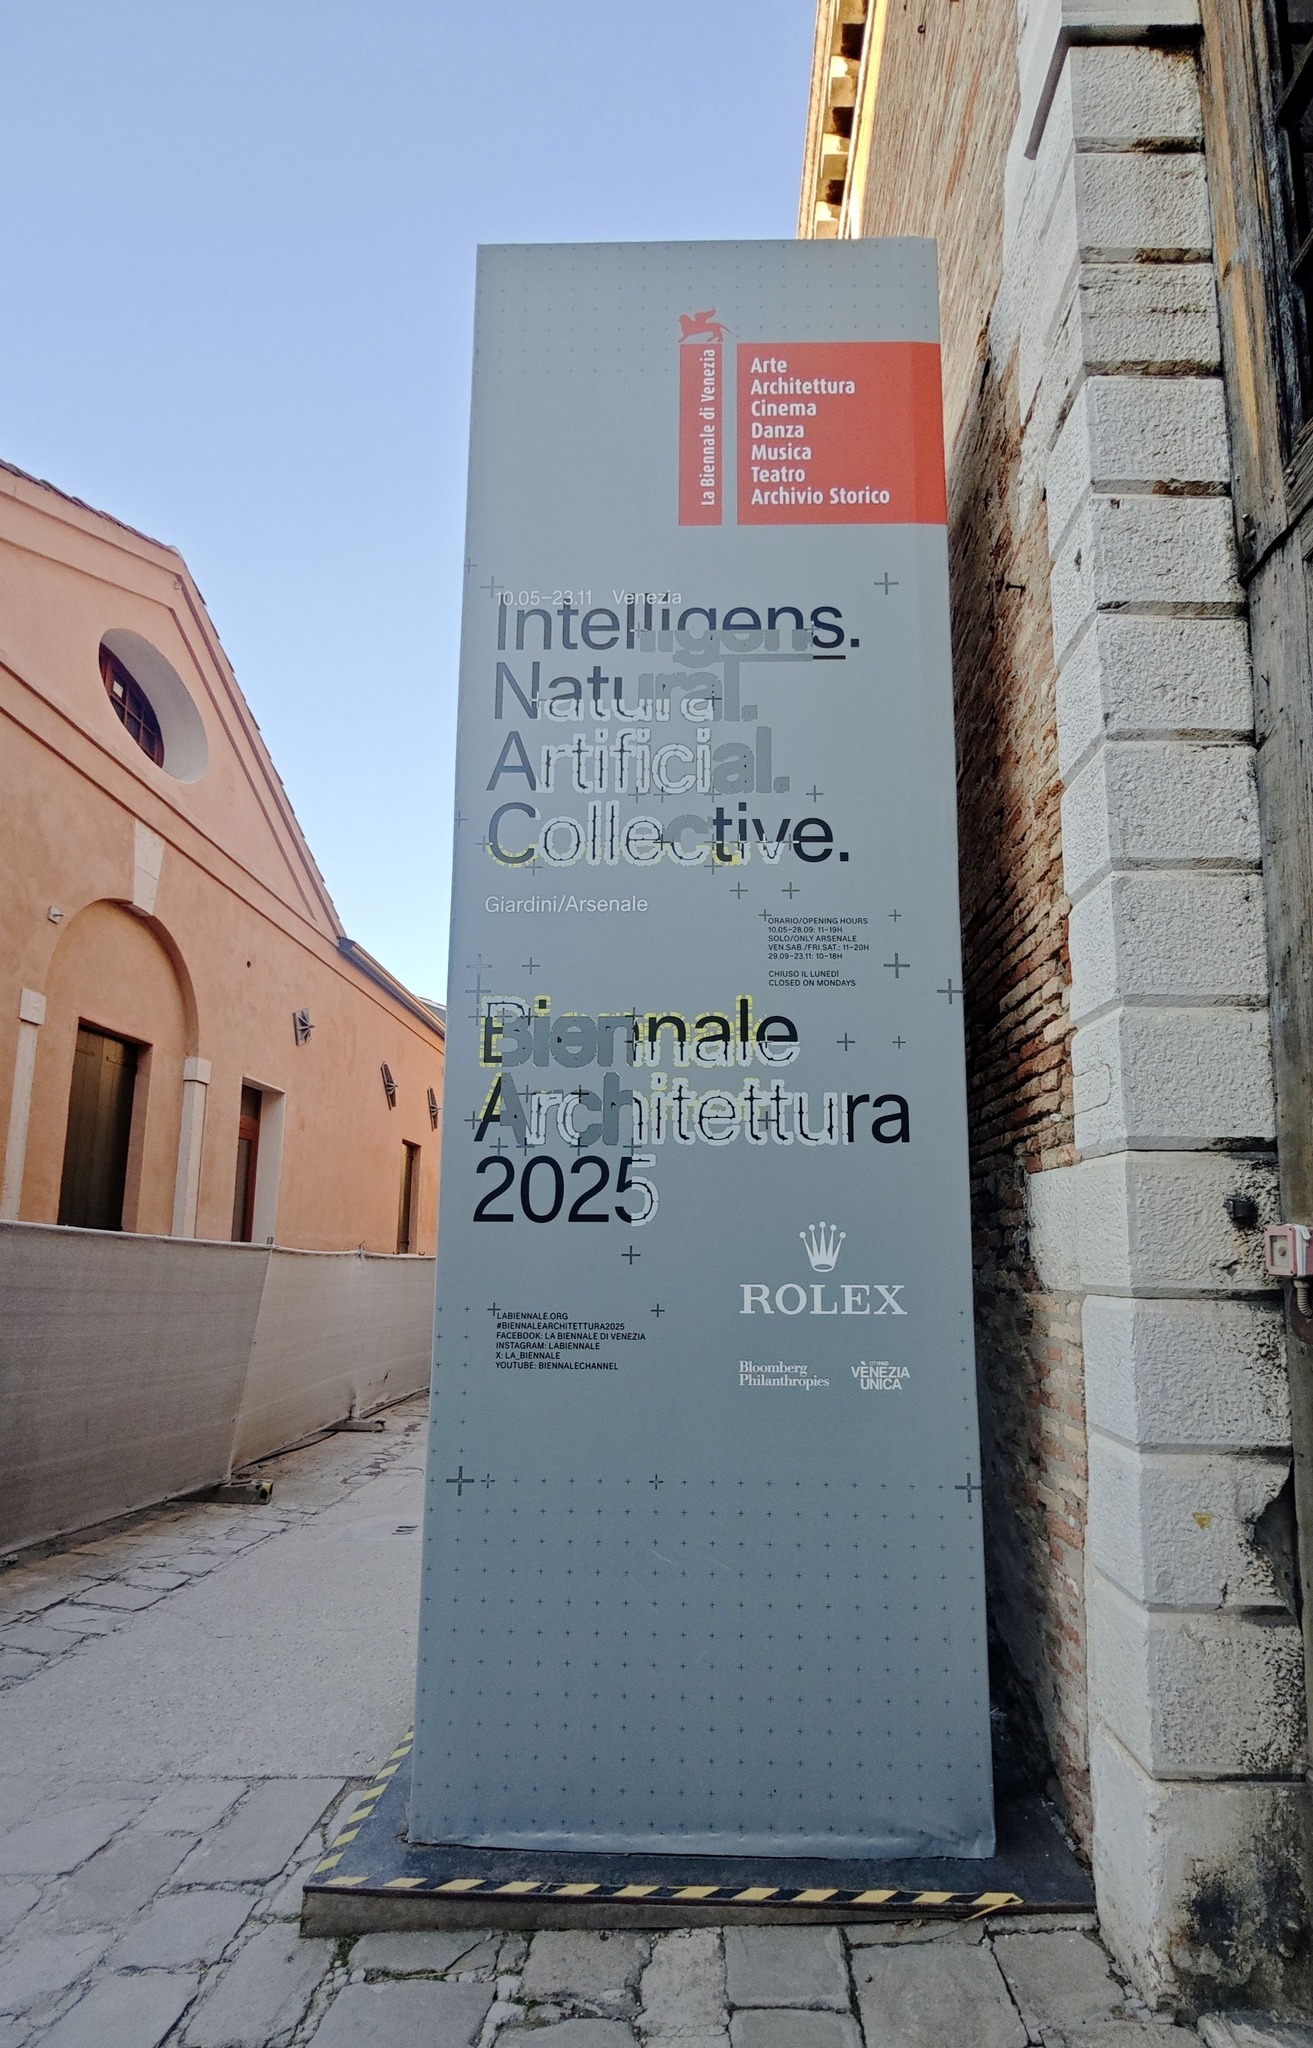 La Biennale di Venezia
Arte
Architettura
Cinema
Danza
Musica
Teatro
Archivio Storico
10.05–23.11 Venezia
Intelligens.
Natural.
Artificial.
Collective.
Giardini/Arsenale
ORARIO/OPENING HOURS
10.05–28.09: 11–19H
SOLO/ONLY ARSENALE
VEN.SAB./FRI.SAT.: 11–20H
29.09–23.11: 10–18H
CHIUSO IL LUNEDÌ
CLOSED ON MONDAYS
Biennale
Architettura
2025
LABIENNALE.ORG
#BIENNALEARCHITETTURA2025
FACEBOOK: LA BIENNALE DI VENEZIA
INSTAGRAM: LABIENNALE
X: LA_BIENNALE
YOUTUBE: BIENNALECHANNEL
ROLEX
Bloomberg
Philanthropies
CITYPASS
VENEZIA
UNICA